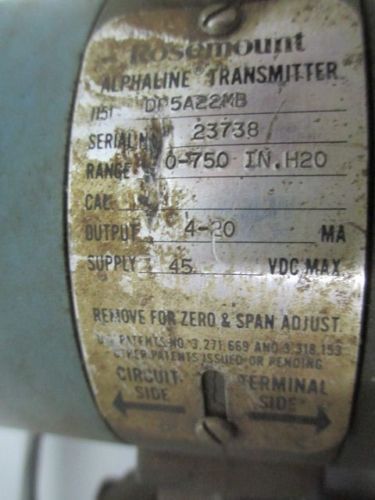 Rosemount
ALPHALINE TRANSMITTER
1151 DP5A22MB
SERIAL N 23738
RANGE 0-750 IN.H2O
CAL
OUTPUT 4-20 MA
SUPPLY 45 VDC MAX
REMOVE FOR ZERO & SPAN ADJUST.
PATENTS NO. 3,271,669 AND 3,318,153
OTHER PATENTS ISSUED OR PENDING
CIRCUIT TERMINAL
SIDE SIDE